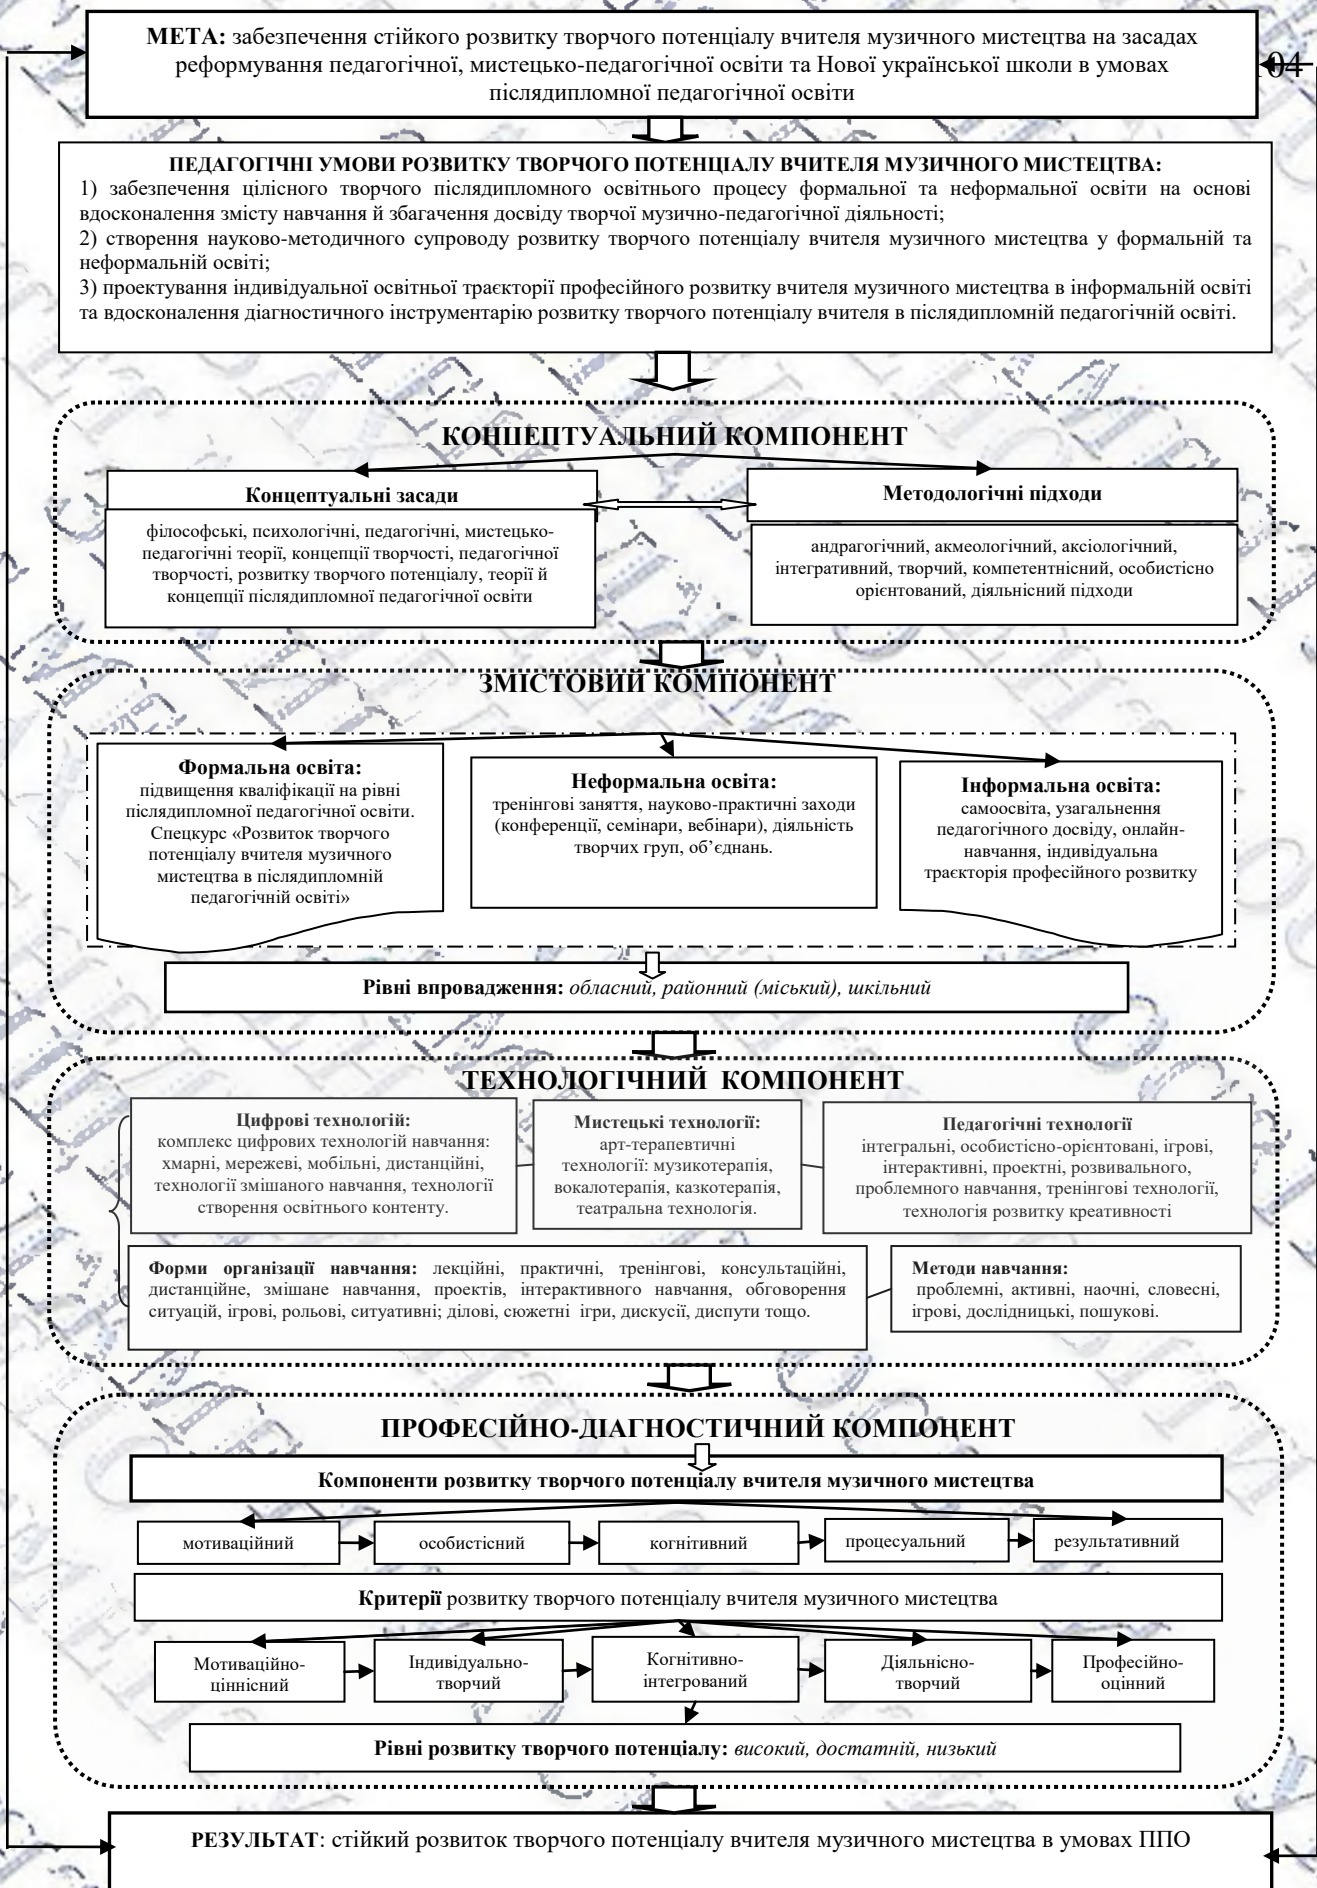 МЕТА: забезпечення стійкого розвитку творчого потенціалу вчителя музичного мистецтва на засадах
реформування педагогічної, мистецько-педагогічної освіти та Нової української школи в умовах
післядипломної педагогічної освіти
04
ПЕДАГОГІЧНІ УМОВИ РОЗВИТКУ ТВОРЧОГО ПОТЕНЦІАЛУ ВЧИТЕЛЯ МУЗИЧНОГО МИСТЕЦТВА:
1) забезпечення цілісного творчого післядипломного освітнього процесу формальної та неформальної освіти на основі
вдосконалення змісту навчання й збагачення досвіду творчої музично-педагогічної діяльності;
2) створення науково-методичного супроводу розвитку творчого потенціалу вчителя музичного мистецтва у формальній та
неформальній освіті;
3) проектування індивідуальної освітньої траєкторії професійного розвитку вчителя музичного мистецтва в інформальній освіті
та вдосконалення діагностичного інструментарію розвитку творчого потенціалу вчителя в післядипломній педагогічній освіті.
КОНЦЕПТУАЛЬНИЙ КОМПОНЕНТ
Концептуальні засади
філософські, психологічні, педагогічні, мистецько-
педагогічні теорії, концепції творчості, педагогічної
творчості, розвитку творчого потенціалу, теорії й
концепції післядипломної педагогічної освіти
Методологічні підходи
андрагогічний, акмеологічний, аксіологічний,
інтегративний, творчий, компетентнісний, особистісно
орієнтований, діяльнісний підходи
ЗМІСТОВИЙ КОМПОНЕНТ
Формальна освіта:
підвищення кваліфікації на рівні
післядипломної педагогічної освіти.
Спецкурс «Розвиток творчого
потенціалу вчителя музичного
мистецтва в післядипломній
педагогічній освіті»
Неформальна освіта:
тренінгові заняття, науково-практичні заходи
(конференції, семінари, вебінари), діяльність
творчих груп, об’єднань.
Інформальна освіта:
самоосвіта, узагальнення
педагогічного досвіду, онлайн-
навчання, індивідуальна
траєкторія професійного розвитку
Рівні впровадження: обласний, районний (міський), шкільний
ТЕХНОЛОГІЧНИЙ КОМПОНЕНТ
Цифрові технологій:
комплекс цифрових технологій навчання:
хмарні, мережеві, мобільні, дистанційні,
технології змішаного навчання, технології
створення освітнього контенту.
Мистецькі технології:
арт-терапевтичні
технології: музикотерапія,
вокалотерапія, казкотерапія,
театральна технологія.
Педагогічні технології
інтегральні, особистісно-орієнтовані, ігрові,
інтерактивні, проектні, розвивального,
проблемного навчання, тренінгові технології,
технологія розвитку креативності
Форми організації навчання: лекційні, практичні, тренінгові, консультаційні,
дистанційне, змішане навчання, проектів, інтерактивного навчання, обговорення
ситуацій, ігрові, рольові, ситуативні; ділові, сюжетні ігри, дискусії, диспути тощо.
Методи навчання:
проблемні, активні, наочні, словесні,
ігрові, дослідницькі, пошукові.
ПРОФЕСІЙНО-ДІАГНОСТИЧНИЙ КОМПОНЕНТ
Компоненти розвитку творчого потенціалу вчителя музичного мистецтва
мотиваційний
особистісний
когнітивний
процесуальний
результативний
Критерії розвитку творчого потенціалу вчителя музичного мистецтва
Мотиваційно-
ціннісний
Індивідуально-
творчий
Когнітивно-
інтегрований
Діяльнісно-
творчий
Професійно-
оцінний
Рівні розвитку творчого потенціалу: високий, достатній, низький
РЕЗУЛЬТАТ: стійкий розвиток творчого потенціалу вчителя музичного мистецтва в умовах ППО